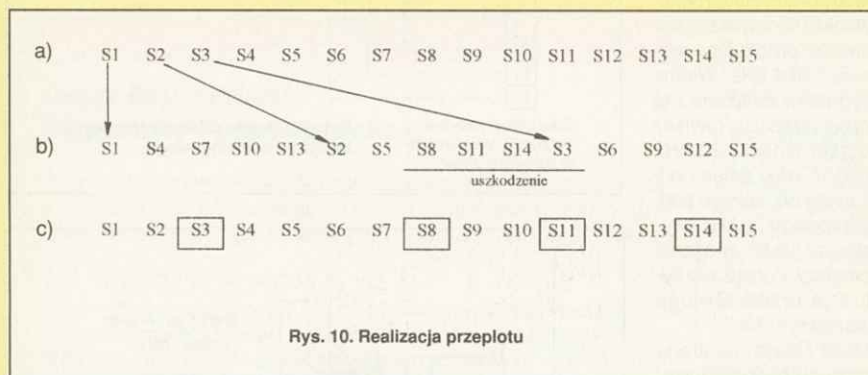 a) S1 S2 S3 S4 S5 S6 S7 S8 S9 S10 S11 S12 S13 S14 S15
b) S1 S4 S7 S10 S13 S2 S5 S8 S11 S14 S3 S6 S9 S12 S15
uszkodzenie
c) S1 S2 S3 S4 S5 S6 S7 S8 S9 S10 S11 S12 S13 S14 S15
Rys. 10. Realizacja przeplotu